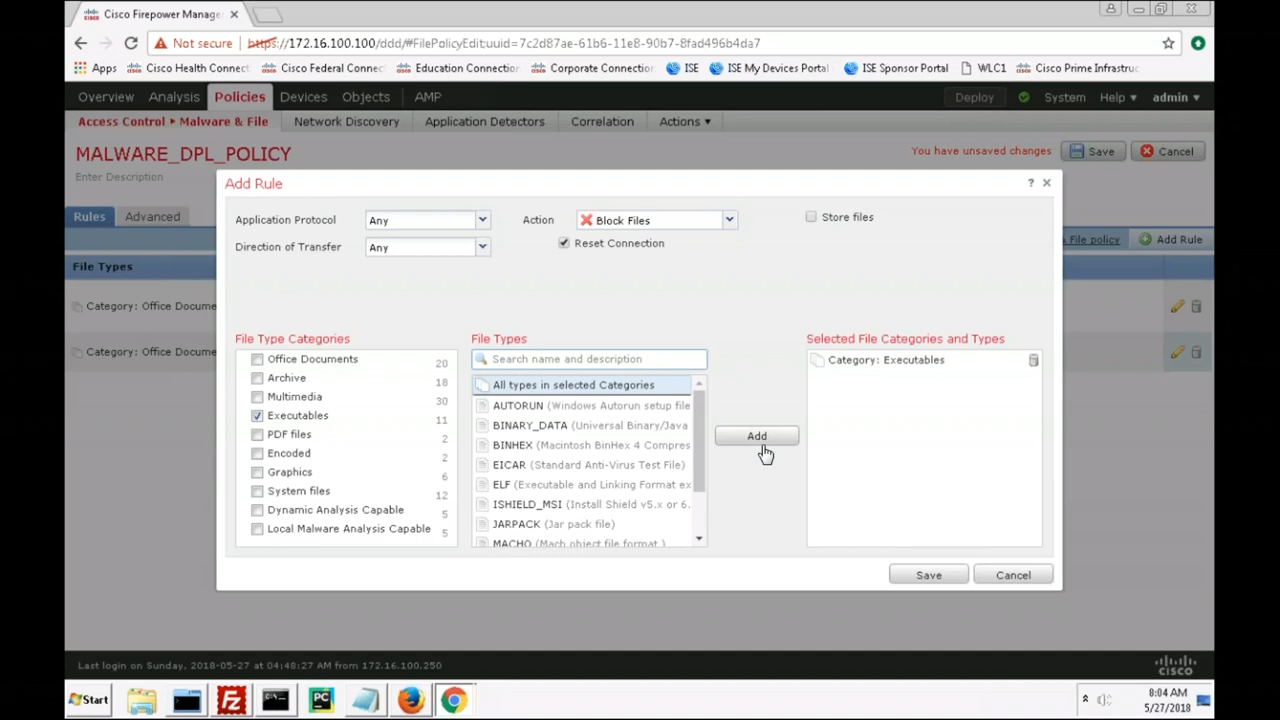 Cisco Firepower Manage
Not secure https://172.16.100.100/ddd/#FilePolicyEdit:uuid=7c2d87ae-61b6-11e8-90b7-8fad496b4da7
Apps Cisco Health Connect Cisco Federal Connec Education Connection Corporate Connection ISE ISE My Devices Portal ISE Sponsor Portal WLC1 Cisco Prime Infrastruc
Overview Analysis Policies Devices Objects AMP Deploy System Help admin
Access Control Malware & File Network Discovery Application Detectors Correlation Actions
MALWARE_DPL_POLICY You have unsaved changes Save Cancel
Enter Description
Add Rule ?
Rules Advanced
Application Protocol Any Action Block Files Store files
Direction of Transfer Any Reset Connection
File policy Add Rule
File Types
Category: Office Docume
Category: Office Docume
File Type Categories File Types Selected File Categories and Types
Office Documents 20 Search name and description Category: Executables
Archive 18 All types in selected Categories
Multimedia 30 AUTORUN (Windows Autorun setup file
Executables 11 BINARY_DATA (Universal Binary/Java
PDF files 2 BINHEX (Macintosh BinHex 4 Compres
Add
Encoded 2 EICAR (Standard Anti-Virus Test File)
Graphics 6 ELF (Executable and Linking Format ex
System files 12 ISHIELD_MSI (Install Shield v5.x or 6.
Dynamic Analysis Capable 5 JARPACK (Jar pack file)
Local Malware Analysis Capable 5 MACHO (Mach object file format )
Save Cancel
Last login on Sunday, 2018-05-27 at 04:48:27 AM from 172.16.100.250
CISCO
Start FZ PC 8:04 AM
5/27/2018